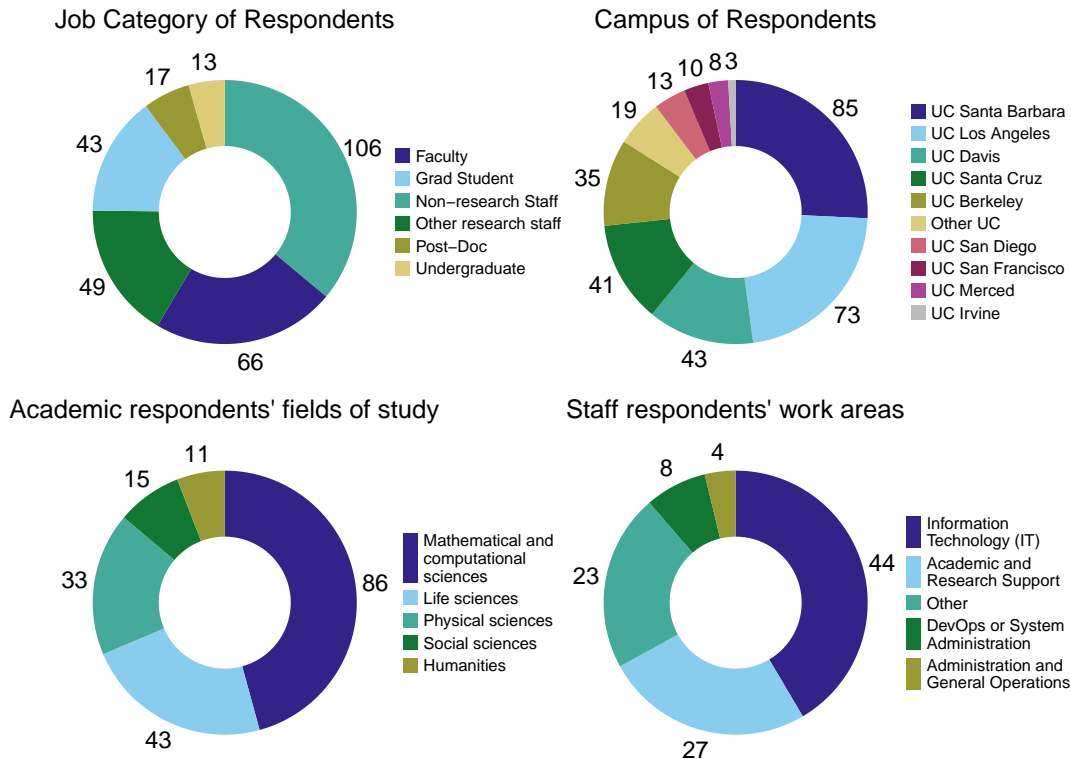 Job Category of Respondents
13
17
43
106
49
66
Faculty
Grad Student
Non−research Staff
Other research staff
Post−Doc
Undergraduate
Campus of Respondents
3
8
10
13
19
85
35
41
73
43
UC Santa Barbara
UC Los Angeles
UC Davis
UC Santa Cruz
UC Berkeley
Other UC
UC San Diego
UC San Francisco
UC Merced
UC Irvine
Academic respondents' fields of study
11
15
33
86
43
Mathematical and
computational
sciences
Life sciences
Physical sciences
Social sciences
Humanities
Staff respondents' work areas
4
8
44
23
27
Information
Technology (IT)
Academic and
Research Support
Other
DevOps or System
Administration
Administration and
General Operations